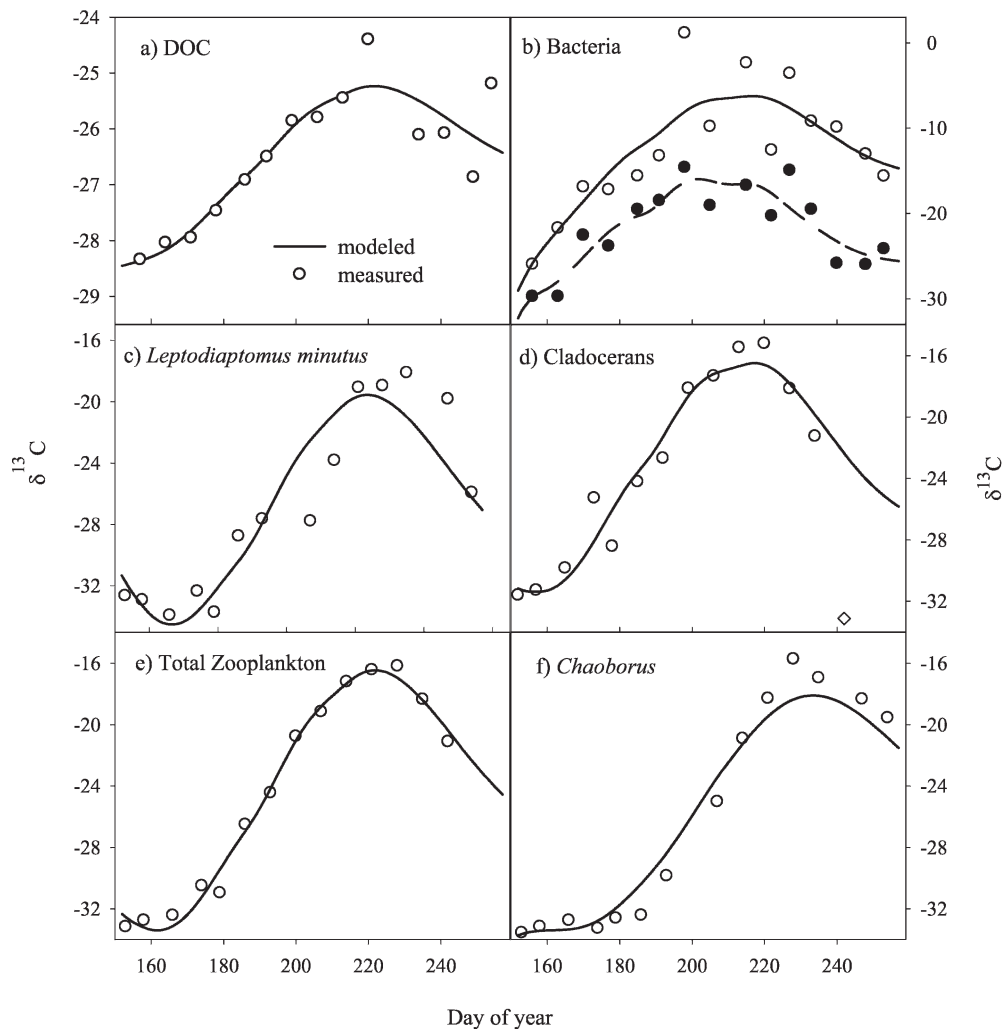 a) DOC
-24
-25
-26
-27
-28
-29
modeled
measured
b) Bacteria
0
-10
-20
-30
c) Leptodiaptomus minutus
-16
-20
-24
-28
-32
δ13C
d) Cladocerans
-16
-20
-24
-28
-32
δ13C
e) Total Zooplankton
-16
-20
-24
-28
-32
160 180 200 220 240
f) Chaoborus
-16
-20
-24
-28
-32
160 180 200 220 240
Day of year